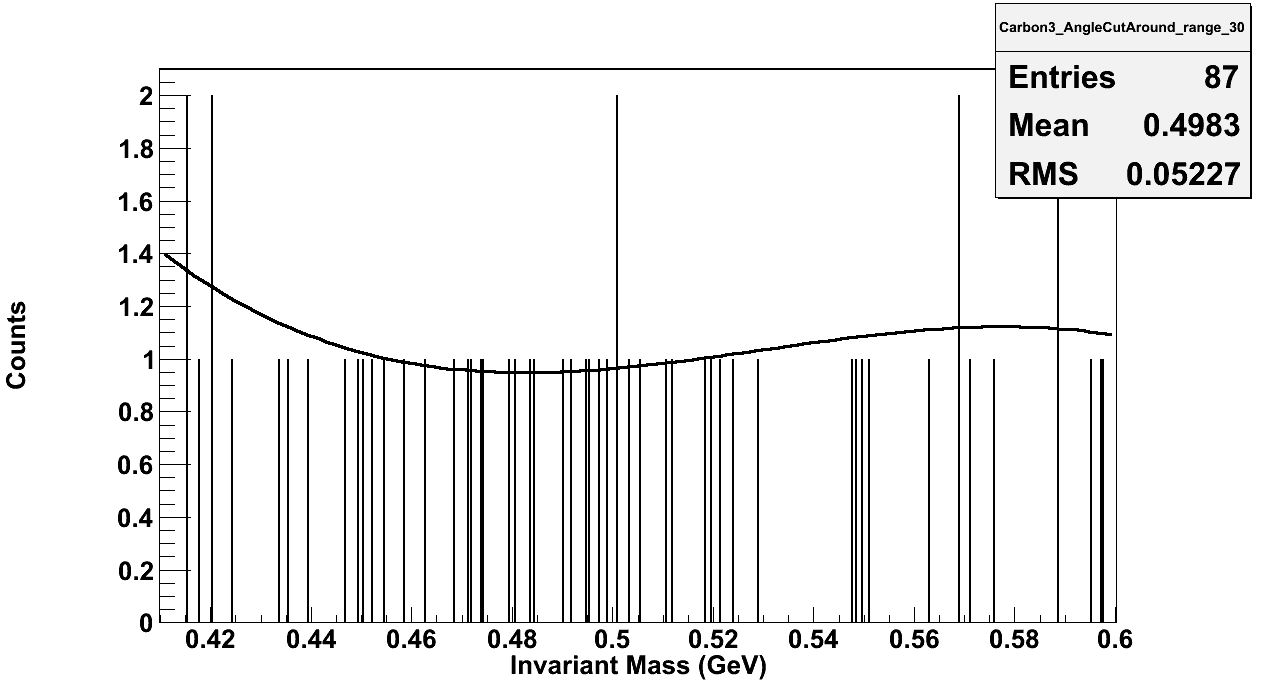 Carbon3_AngleCutAround_range_30
Entries 87
Mean 0.4983
RMS 0.05227
2
1.8
1.6
1.4
1.2
1
0.8
0.6
0.4
0.2
0
Counts
0.42 0.44 0.46 0.48 0.5 0.52 0.54 0.56 0.58 0.6
Invariant Mass (GeV)